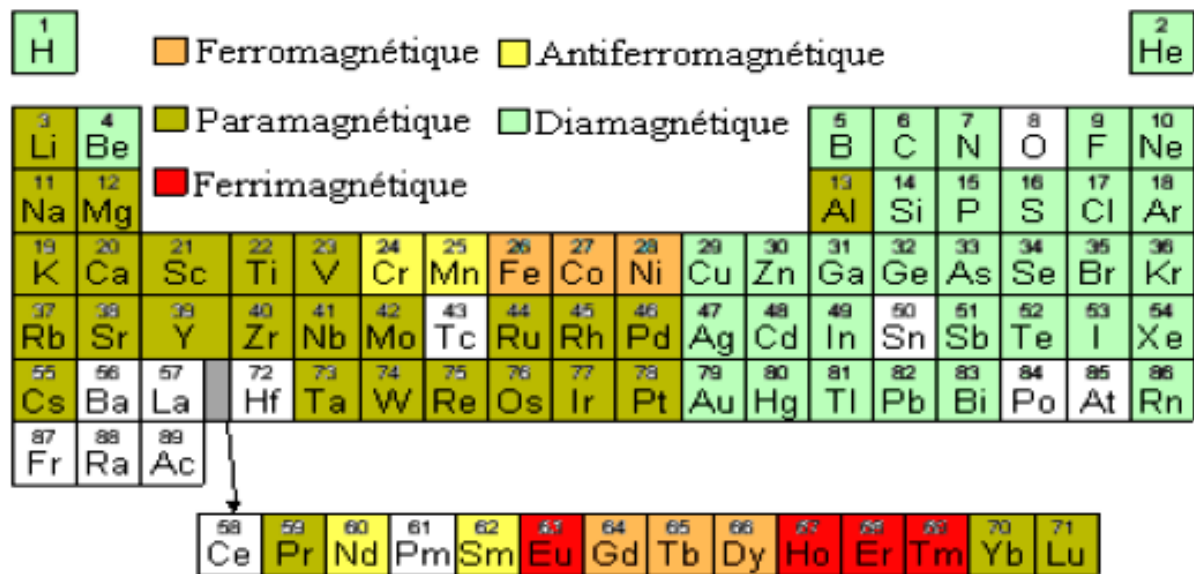 1 2
H Ferromagnétique Antiferromagnétique He
3 4 Paramagnétique Diamagnétique 5 6 7 8 9 10
Li Be B C N O F Ne
11 12 Ferrimagnétique 13 14 15 16 17 18
Na Mg Al Si P S Cl Ar
19 20 21 22 23 24 25 26 27 28 29 30 31 32 33 34 35 36
K Ca Sc Ti V Cr Mn Fe Co Ni Cu Zn Ga Ge As Se Br Kr
37 38 39 40 41 42 43 44 45 46 47 48 49 50 51 52 53 54
Rb Sr Y Zr Nb Mo Tc Ru Rh Pd Ag Cd In Sn Sb Te I Xe
55 56 57 72 73 74 75 76 77 78 79 80 81 82 83 84 85 86
Cs Ba La Hf Ta W Re Os Ir Pt Au Hg Tl Pb Bi Po At Rn
87 88 89
Fr Ra Ac
58 59 60 61 62 63 64 65 66 67 68 69 70 71
Ce Pr Nd Pm Sm Eu Gd Tb Dy Ho Er Tm Yb Lu